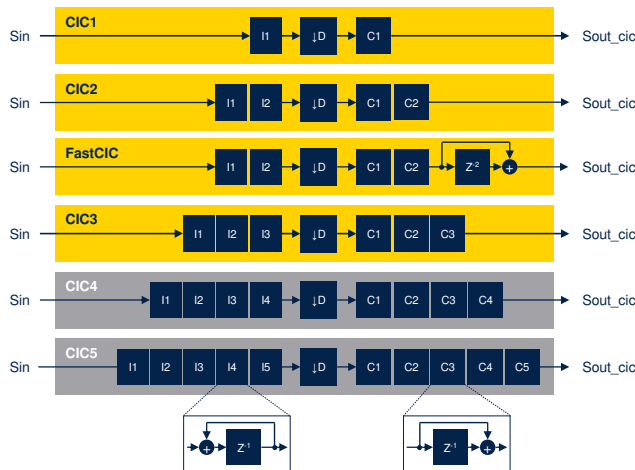 CIC1
Sin I1 ↓D C1 Sout_cic
CIC2
Sin I1 I2 ↓D C1 C2 Sout_cic
FastCIC
Sin I1 I2 ↓D C1 C2 Z⁻² + Sout_cic
CIC3
Sin I1 I2 I3 ↓D C1 C2 C3 Sout_cic
CIC4
Sin I1 I2 I3 I4 ↓D C1 C2 C3 C4 Sout_cic
CIC5
Sin I1 I2 I3 I4 I5 ↓D C1 C2 C3 C4 C5 Sout_cic
+ Z⁻¹ Z⁻¹ +